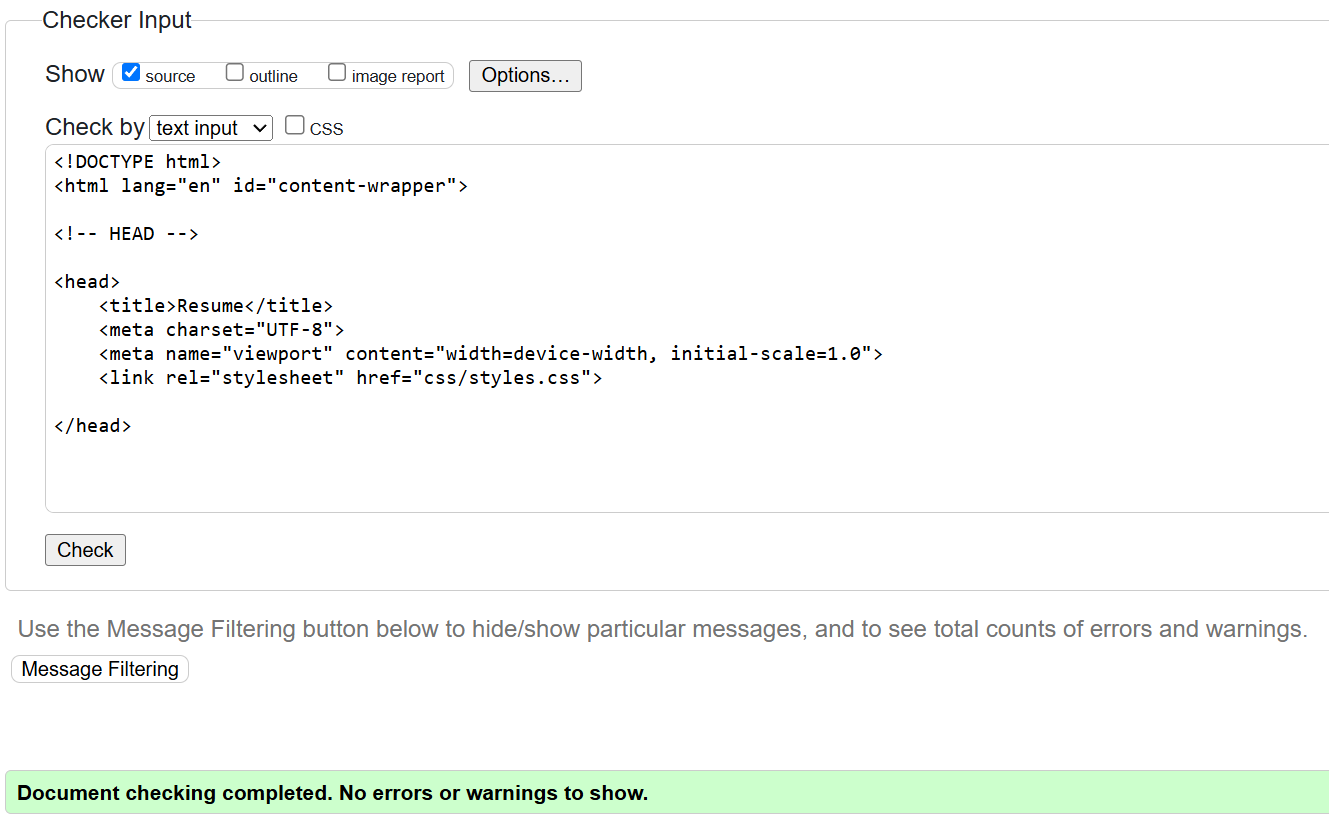 Checker Input
Show source outline image report Options...
Check by text input CSS
<!DOCTYPE html>
<html lang="en" id="content-wrapper">
<!-- HEAD -->
<head>
    <title>Resume</title>
    <meta charset="UTF-8">
    <meta name="viewport" content="width=device-width, initial-scale=1.0">
    <link rel="stylesheet" href="css/styles.css">
</head>
Check
Use the Message Filtering button below to hide/show particular messages, and to see total counts of errors and warnings.
Message Filtering
Document checking completed. No errors or warnings to show.